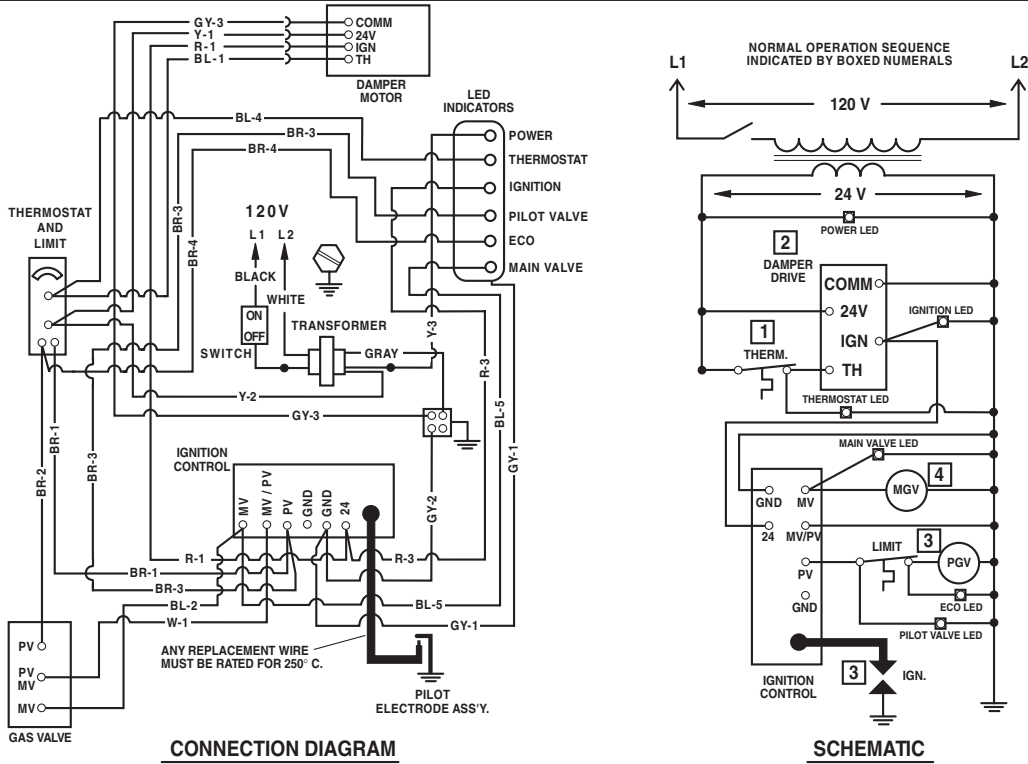 GY-3
Y-1
R-1
BL-1
COMM
24V
IGN
TH
DAMPER
MOTOR
LED
INDICATORS
POWER
THERMOSTAT
IGNITION
PILOT VALVE
ECO
MAIN VALVE
BL-4
BR-3
BR-4
THERMOSTAT
AND
LIMIT
BR-3
BR-4
120V
L1 L2
BLACK
WHITE
ON
OFF
SWITCH
TRANSFORMER
GRAY
Y-3
R-3
Y-2
GY-3
BL-5
GY-1
BR-2
BR-1
BR-3
IGNITION
CONTROL
MV
MV / PV
PV
GND
GND
24
GY-2
R-1
R-3
BR-1
BR-3
BL-2
BL-5
W-1
GY-1
ANY REPLACEMENT WIRE
MUST BE RATED FOR 250° C.
PILOT
ELECTRODE ASS'Y.
PV
PV
MV
MV
GAS VALVE
CONNECTION DIAGRAM
NORMAL OPERATION SEQUENCE
INDICATED BY BOXED NUMERALS
L1
L2
120 V
24 V
POWER LED
2
DAMPER
DRIVE
COMM
24V
IGN
TH
IGNITION LED
1
THERM.
THERMOSTAT LED
MAIN VALVE LED
GND
MV
MGV
4
24
MV/PV
LIMIT
3
PV
PGV
GND
ECO LED
PILOT VALVE LED
3
IGN.
IGNITION
CONTROL
SCHEMATIC